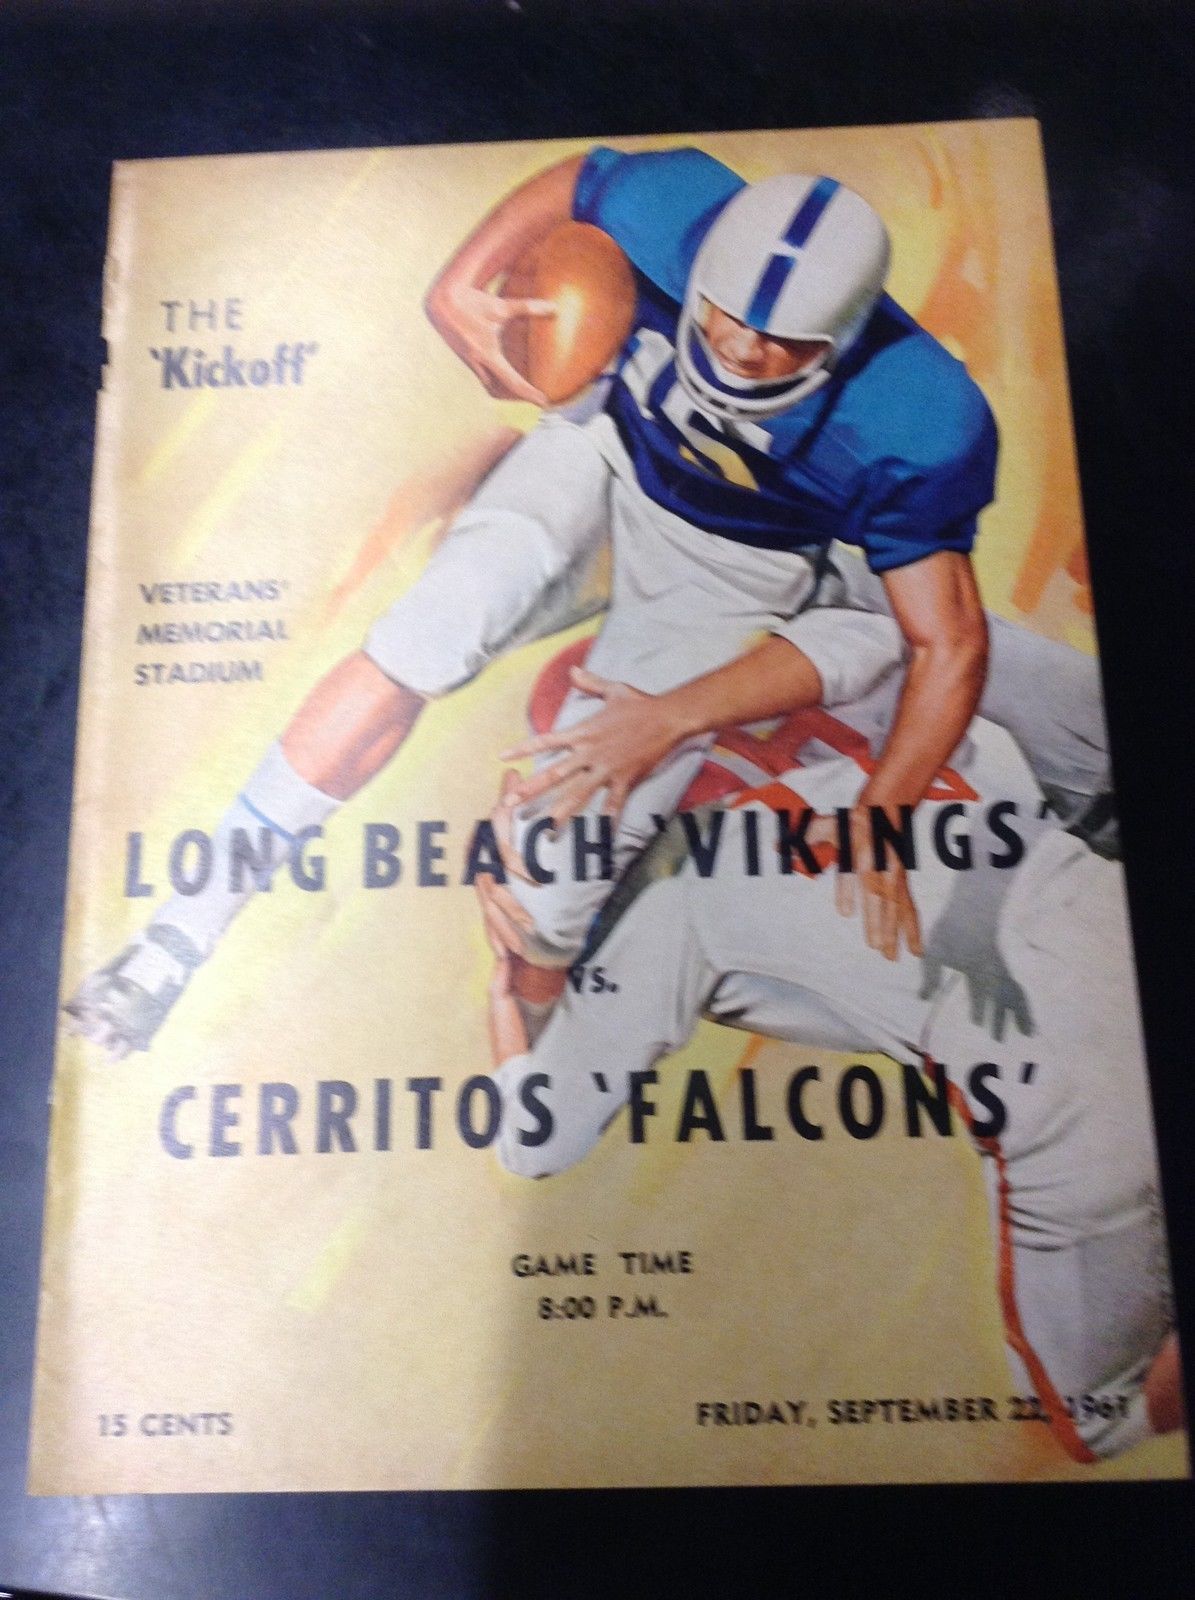 THE
'Kickoff'
VETERANS'
MEMORIAL
STADIUM
LONG BEACH 'VIKINGS'
vs.
CERRITOS 'FALCONS'
GAME TIME
8:00 P.M.
15 CENTS
FRIDAY, SEPTEMBER 22, 1961